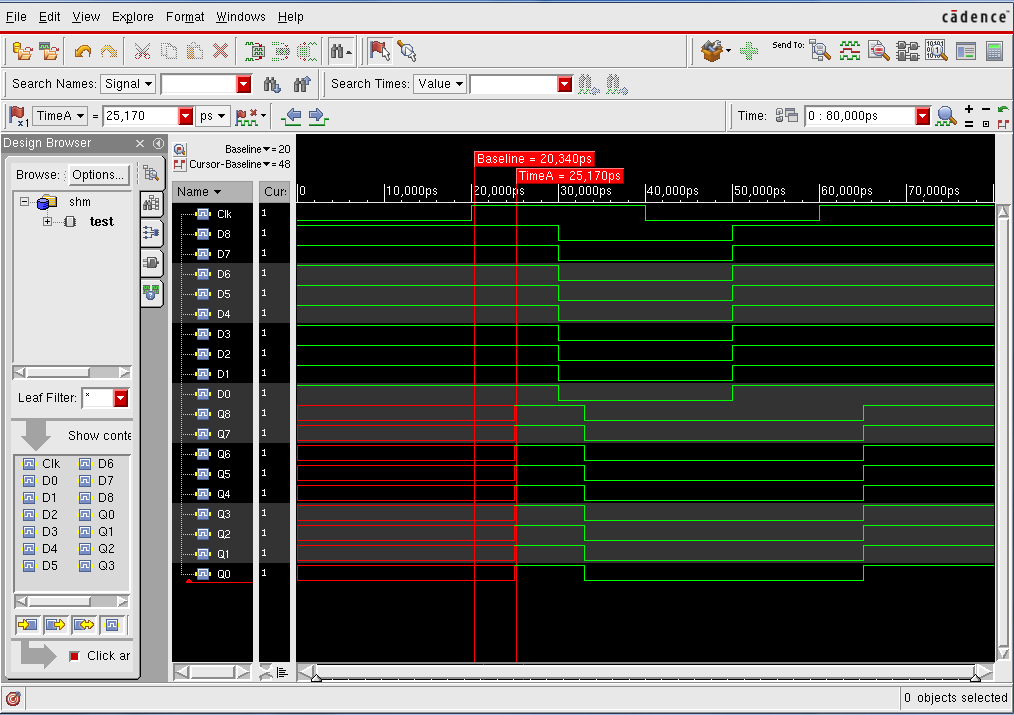 File Edit View Explore Format Windows Help cādence
Send To:
Search Names: Signal Search Times: Value
x1 TimeA = 25,170 ps Time: 0 : 80,000ps
Design Browser
Baseline = 20
Cursor-Baseline = 48
Browse: Options...
shm
test
Leaf Filter: *
Show conte
Clk D6
D0 D7
D1 D8
D2 Q0
D3 Q1
D4 Q2
D5 Q3
Click ar
Name Cur
Baseline = 20,340ps
TimeA = 25,170ps
0 10,000ps 20,000ps 30,000ps 40,000ps 50,000ps 60,000ps 70,000ps
Clk 1
D8 1
D7 1
D6 1
D5 1
D4 1
D3 1
D2 1
D1 1
D0 1
Q8 1
Q7 1
Q6 1
Q5 1
Q4 1
Q3 1
Q2 1
Q1 1
Q0 1
0 objects selected